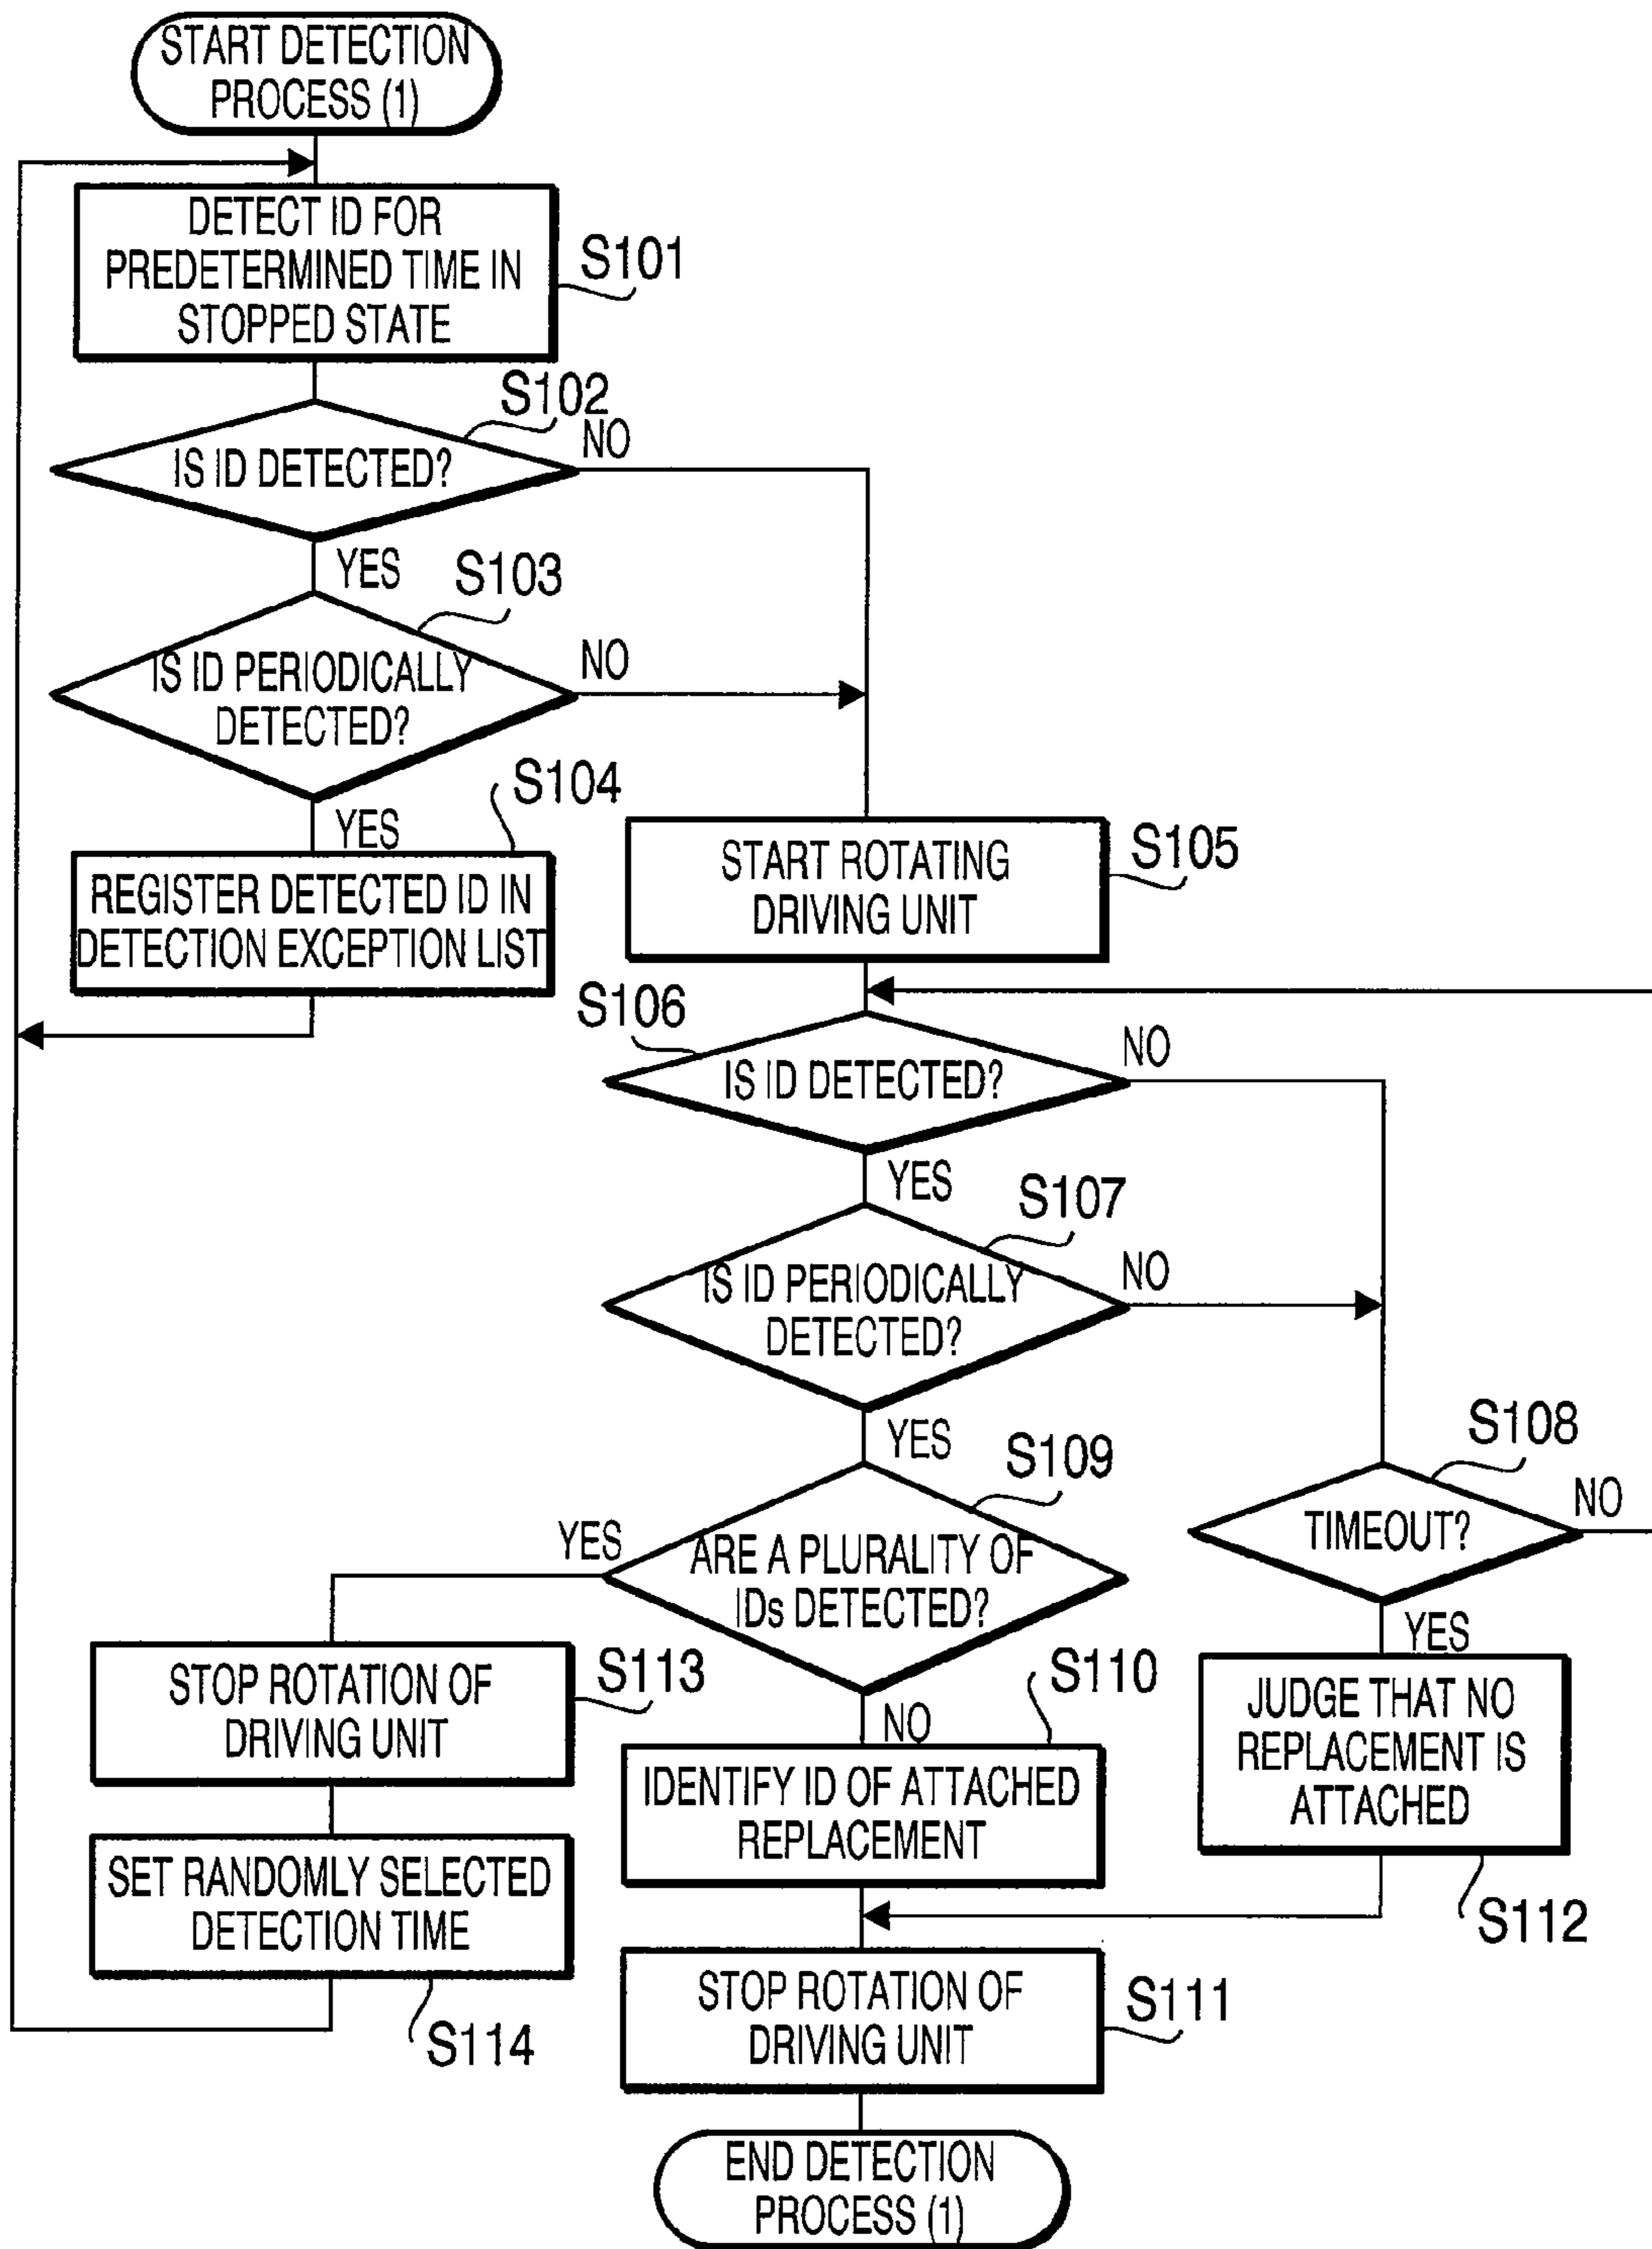 START DETECTION
PROCESS (1)
DETECT ID FOR
PREDETERMINED TIME IN
STOPPED STATE
S101
S102
IS ID DETECTED?
NO
YES
S103
IS ID PERIODICALLY
DETECTED?
NO
YES
S104
REGISTER DETECTED ID IN
DETECTION EXCEPTION LIST
START ROTATING
DRIVING UNIT
S105
S106
IS ID DETECTED?
NO
YES
S107
IS ID PERIODICALLY
DETECTED?
NO
YES
S108
TIMEOUT?
NO
YES
S109
ARE A PLURALITY OF
IDs DETECTED?
YES
NO
S110
IDENTIFY ID OF ATTACHED
REPLACEMENT
JUDGE THAT NO
REPLACEMENT IS
ATTACHED
S112
STOP ROTATION OF
DRIVING UNIT
S113
SET RANDOMLY SELECTED
DETECTION TIME
S114
STOP ROTATION OF
DRIVING UNIT
S111
END DETECTION
PROCESS (1)